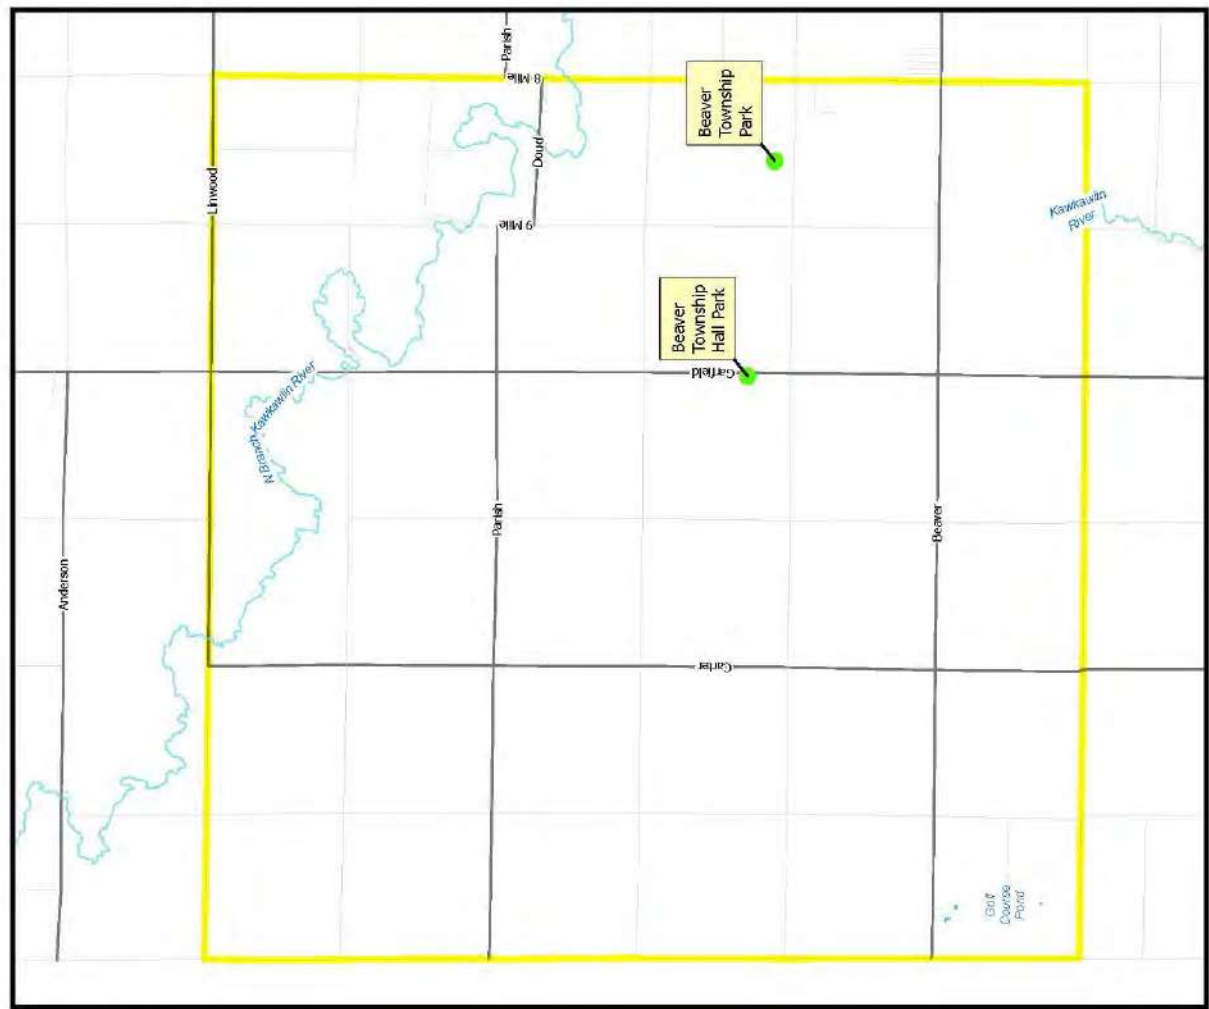 Parish
8 Mile
Linwood
Doud
Beaver
Township
Park
Kawkawlin
River
9 Mile
Beaver
Township
Hall Park
Garfield
N Branch Kawkawlin River
Parish
Beaver
Anderson
Carter
Golf
Course
Pond